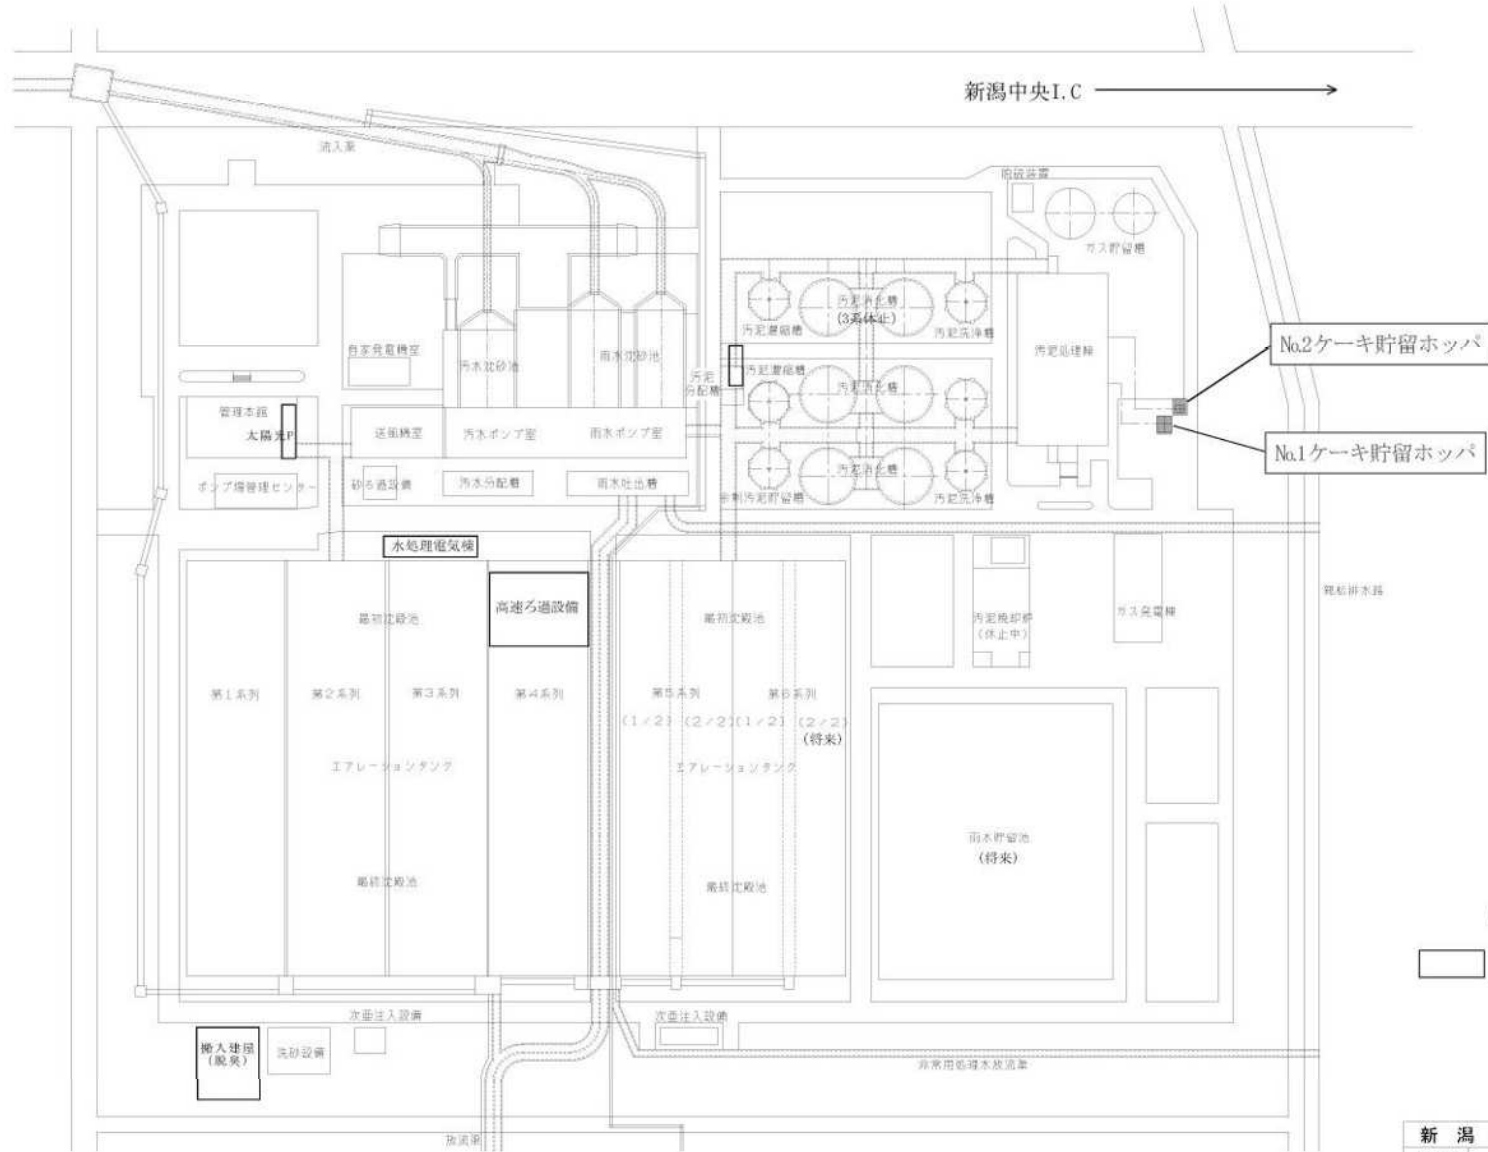 新潟中央I.C
流入渠
脱硫装置
ガス貯留槽
汚泥消化槽
(3系休止)
汚泥濃縮槽
汚泥洗浄槽
No.2ケーキ貯留ホッパ
自家発電機室
汚水沈砂池
雨水沈砂池
汚泥処理棟
汚泥
分配槽
汚泥濃縮槽
汚泥消化槽
管理本館
太陽光P
送風機室
汚水ポンプ室
雨水ポンプ室
No.1ケーキ貯留ホッパ
ポンプ場管理センター
砂ろ過設備
汚水分配槽
雨水吐出槽
余剰汚泥貯留槽
汚泥消化槽
汚泥洗浄槽
水処理電気棟
高速ろ過設備
最初沈殿池
最初沈殿池
汚泥焼却炉
(休止中)
ガス発電棟
第1系列
第2系列
第3系列
第4系列
第5系列
第6系列
(1/2)
(2/2)
(1/2)
(2/2)
(将来)
エアレーションタンク
エアレーションタンク
雨水貯留池
(将来)
最終沈殿池
最終沈殿池
次亜注入設備
次亜注入設備
搬入建屋
(脱臭)
洗砂設備
非常用処理水放流渠
放流渠
新 潟